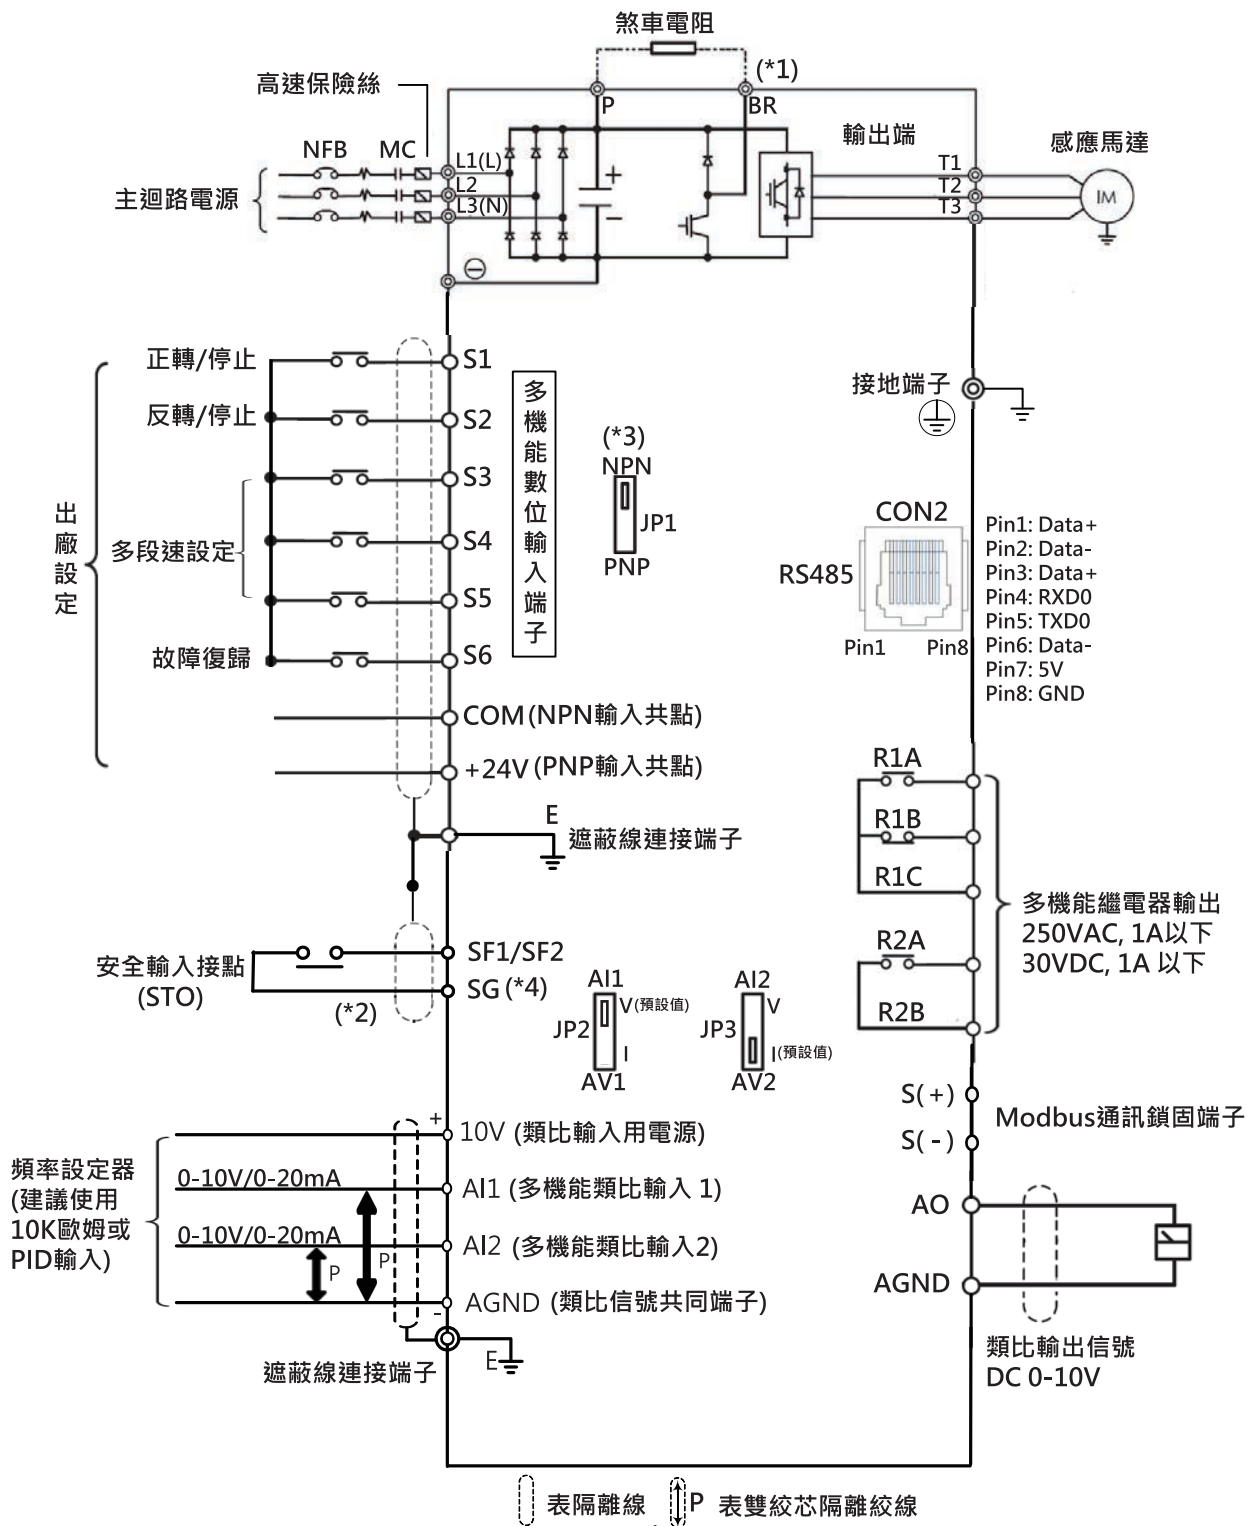 煞車電阻
高速保險絲
(*1)
P
BR
輸出端
感應馬達
NFB
MC
L1(L)
L2
L3(N)
主迴路電源
+
−
T1
T2
T3
IM
⊖
正轉/停止
S1
反轉/停止
S2
S3
多段速設定
S4
S5
故障復歸
S6
出廠設定
多機能數位輸入端子
COM(NPN輸入共點)
+24V(PNP輸入共點)
(*3)
NPN
JP1
PNP
接地端子
CON2
RS485
Pin1
Pin8
Pin1: Data+
Pin2: Data-
Pin3: Data+
Pin4: RXD0
Pin5: TXD0
Pin6: Data-
Pin7: 5V
Pin8: GND
E
遮蔽線連接端子
R1A
R1B
R1C
R2A
R2B
多機能繼電器輸出
250VAC, 1A以下
30VDC, 1A 以下
安全輸入接點
(STO)
(*2)
SF1/SF2
SG (*4)
AI1
V(預設值)
JP2
I
AV1
AI2
V
JP3
I(預設值)
AV2
S(+)
S(-)
Modbus通訊鎖固端子
頻率設定器
(建議使用
10K歐姆或
PID輸入)
+
10V (類比輸入用電源)
0-10V/0-20mA
AI1 (多機能類比輸入 1)
0-10V/0-20mA
AI2 (多機能類比輸入2)
P
P
AGND (類比信號共同端子)
-
E
遮蔽線連接端子
AO
AGND
類比輸出信號
DC 0-10V
表隔離線
P 表雙絞芯隔離絞線